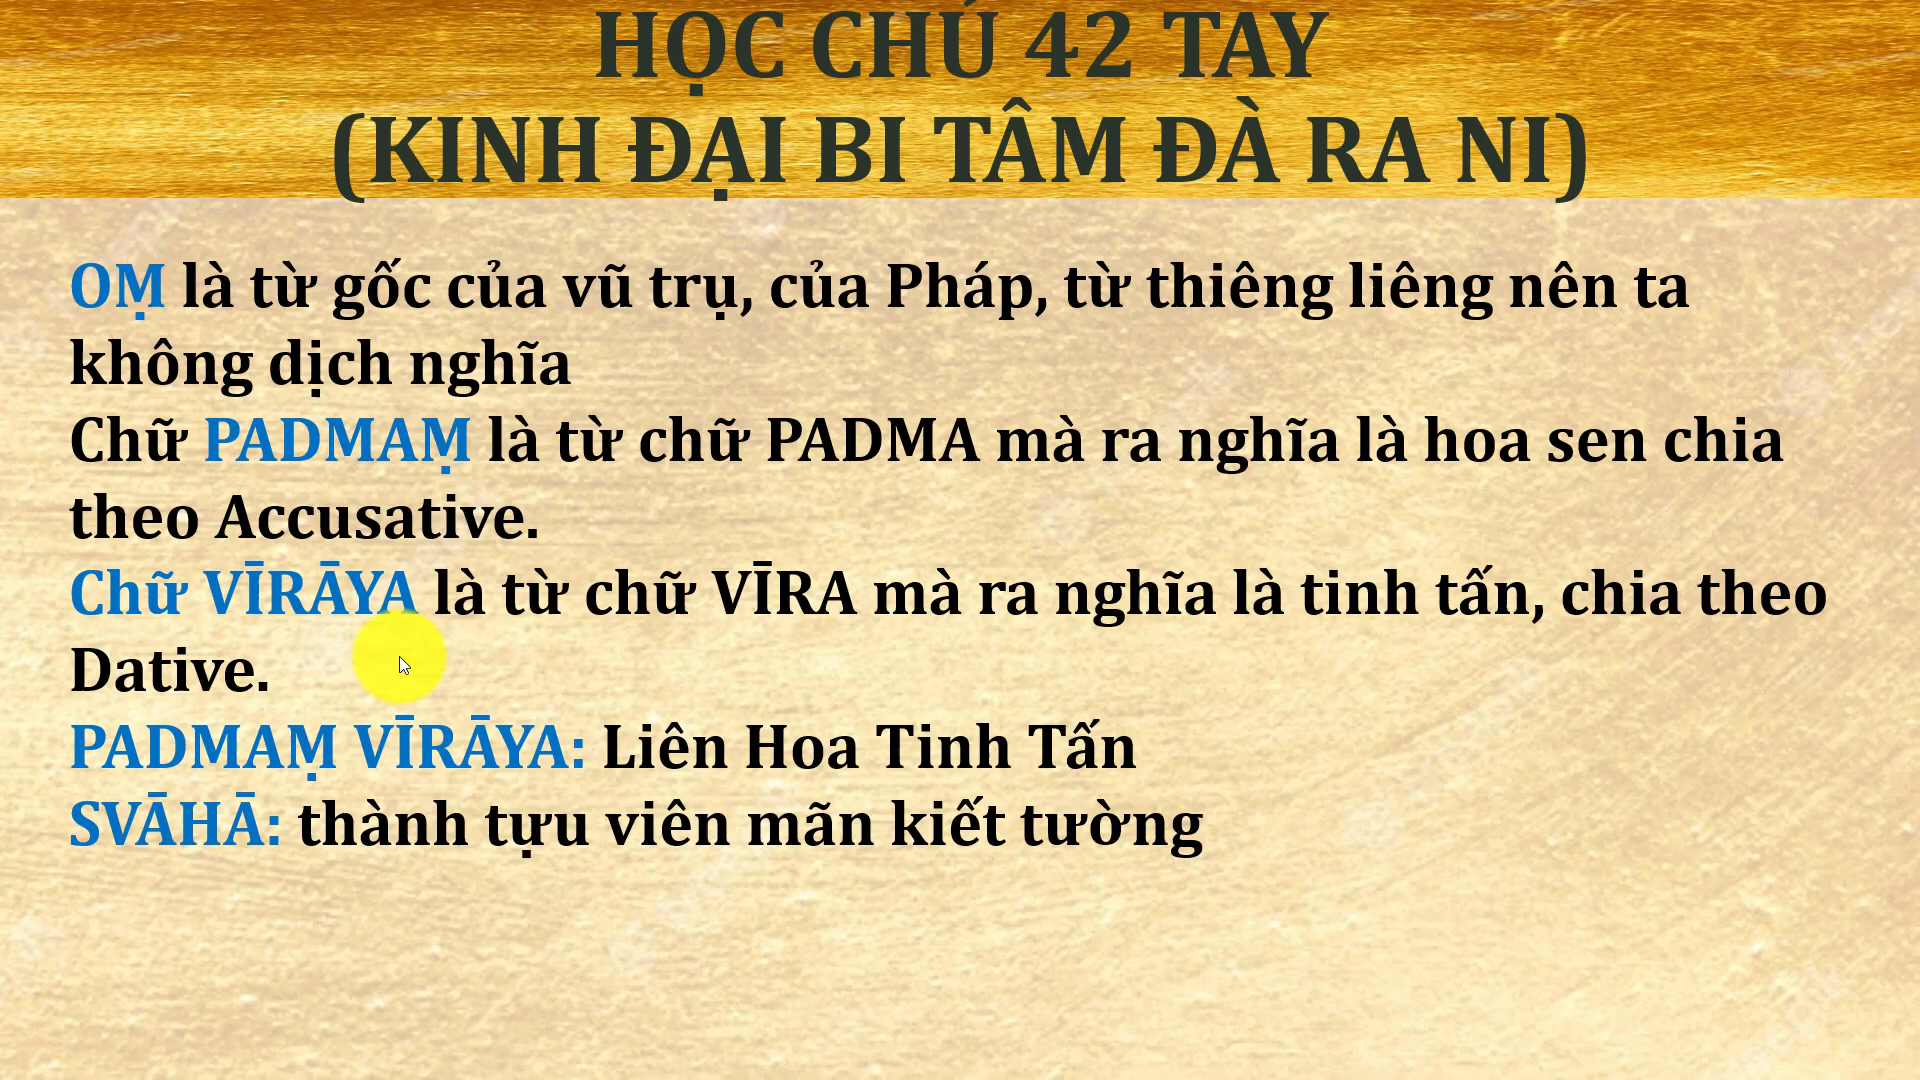 HỌC CHÚ 42 TAY
(KINH ĐẠI BI TÂM ĐÀ RA NI)
OṂ là từ gốc của vũ trụ, của Pháp, từ thiêng liêng nên ta
không dịch nghĩa
Chữ PADMAṂ là từ chữ PADMA mà ra nghĩa là hoa sen chia
theo Accusative.
Chữ VĪRĀYA là từ chữ VĪRA mà ra nghĩa là tinh tấn, chia theo
Dative.
PADMAṂ VĪRĀYA: Liên Hoa Tinh Tấn
SVĀHĀ: thành tựu viên mãn kiết tường